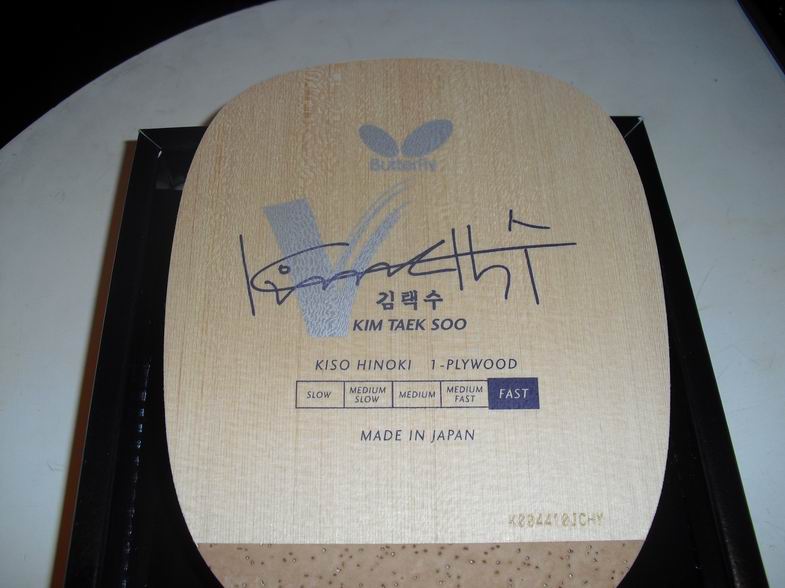 Butterfly
김택수
KIM TAEK SOO
KISO HINOKI 1-PLYWOOD
SLOW
MEDIUM SLOW
MEDIUM
MEDIUM FAST
FAST
MADE IN JAPAN